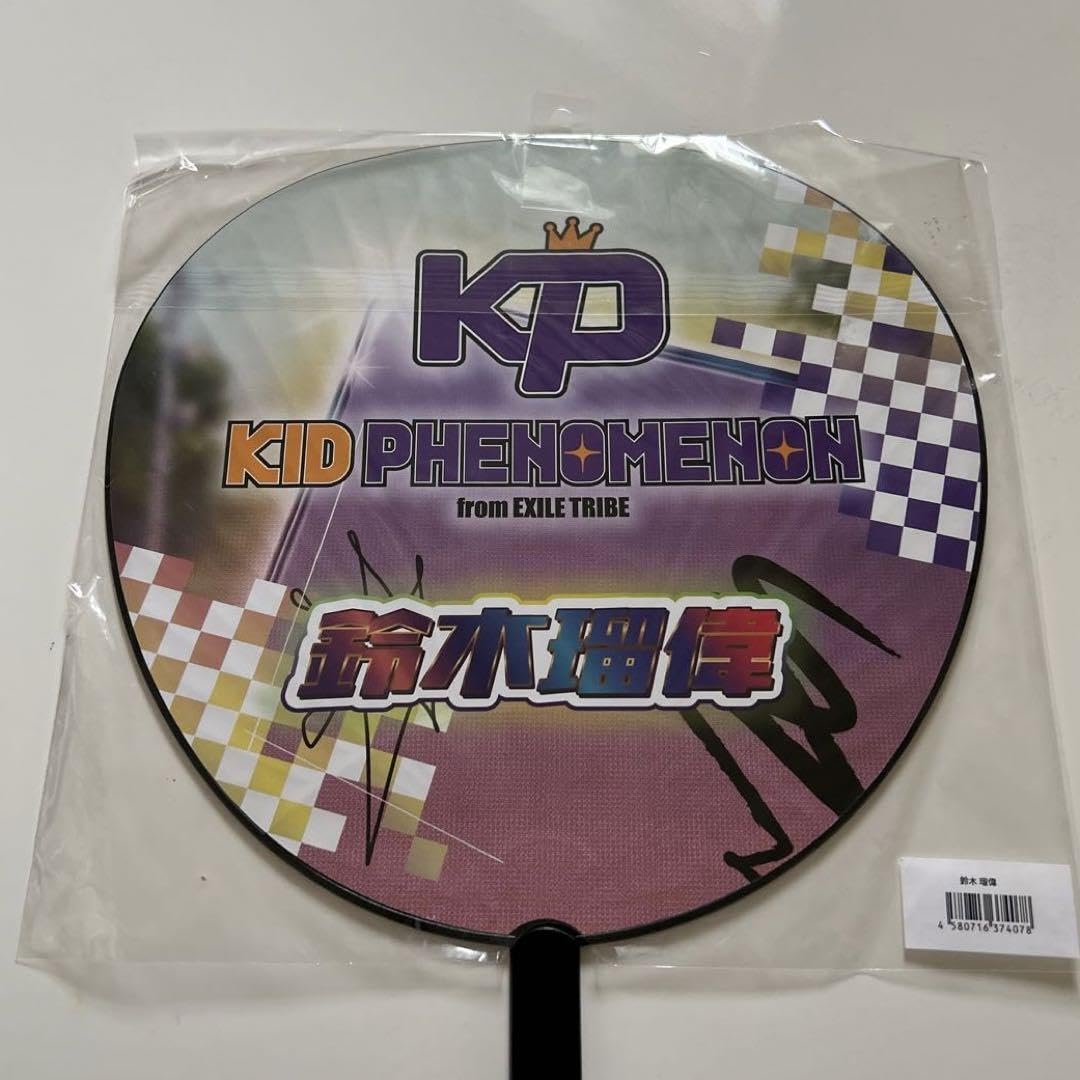 KP
KID PHENOMENON
from EXILE TRIBE
鈴木瑠偉
鈴木 瑠偉
4 580716 374078